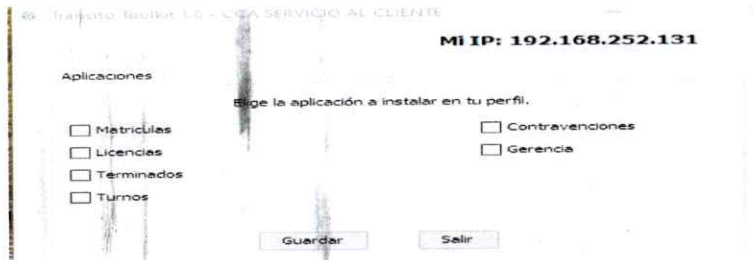 Transito Toolkit 1.0 - CGA SERVICIO AL CLIENTE
Mi IP: 192.168.252.131
Aplicaciones
Elige la aplicación a instalar en tu perfil.
Matriculas
Contravenciones
Licencias
Gerencia
Terminados
Turnos
Guardar
Salir